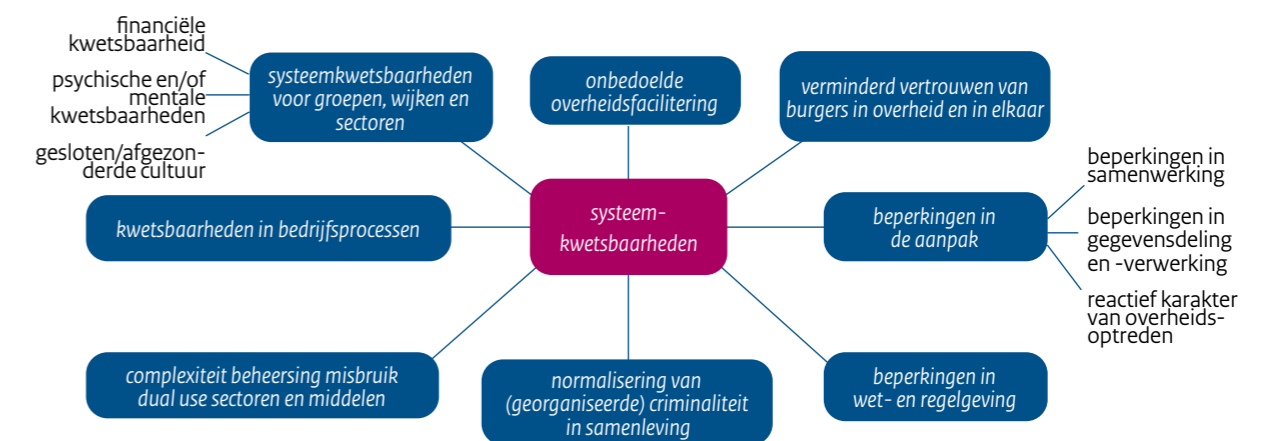 financiële
kwetsbaarheid
psychische en/of
mentale
kwetsbaarheden
gesloten/afgezon-
derde cultuur
systeemkwetsbaarheden
voor groepen, wijken en
sectoren
onbedoelde
overheidsfacilitering
verminderd vertrouwen van
burgers in overheid en in elkaar
kwetsbaarheden in bedrijfsprocessen
systeem-
kwetsbaarheden
beperkingen in
de aanpak
beperkingen in
samenwerking
beperkingen in
gegevensdeling
en -verwerking
reactief karakter
van overheids-
optreden
complexiteit beheersing misbruik
dual use sectoren en middelen
normalisering van
(georganiseerde) criminaliteit
in samenleving
beperkingen in
wet- en regelgeving